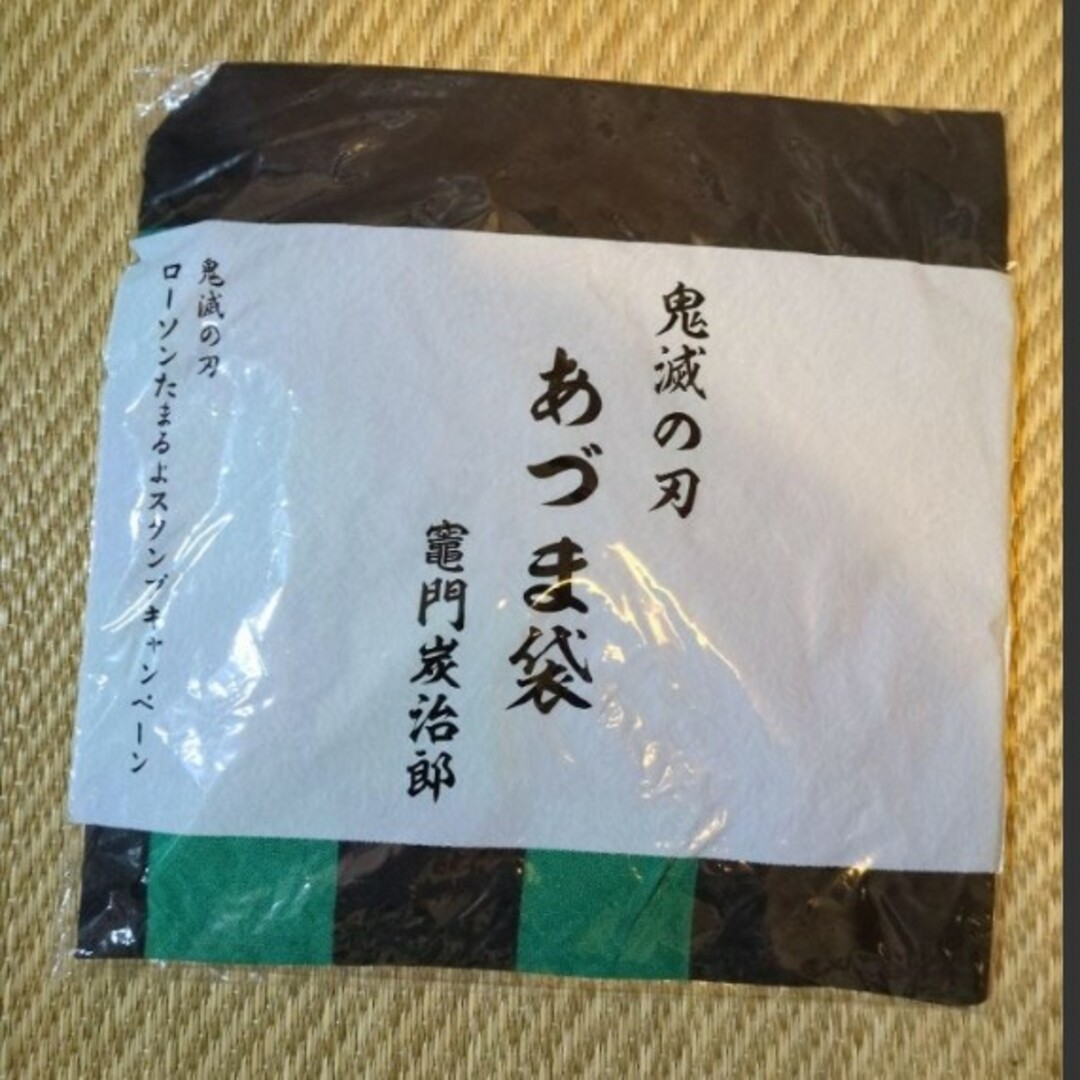 鬼滅の刃
あづま袋
竈門炭治郎
鬼滅の刃
ローソンたまるよスタンプキャンペーン